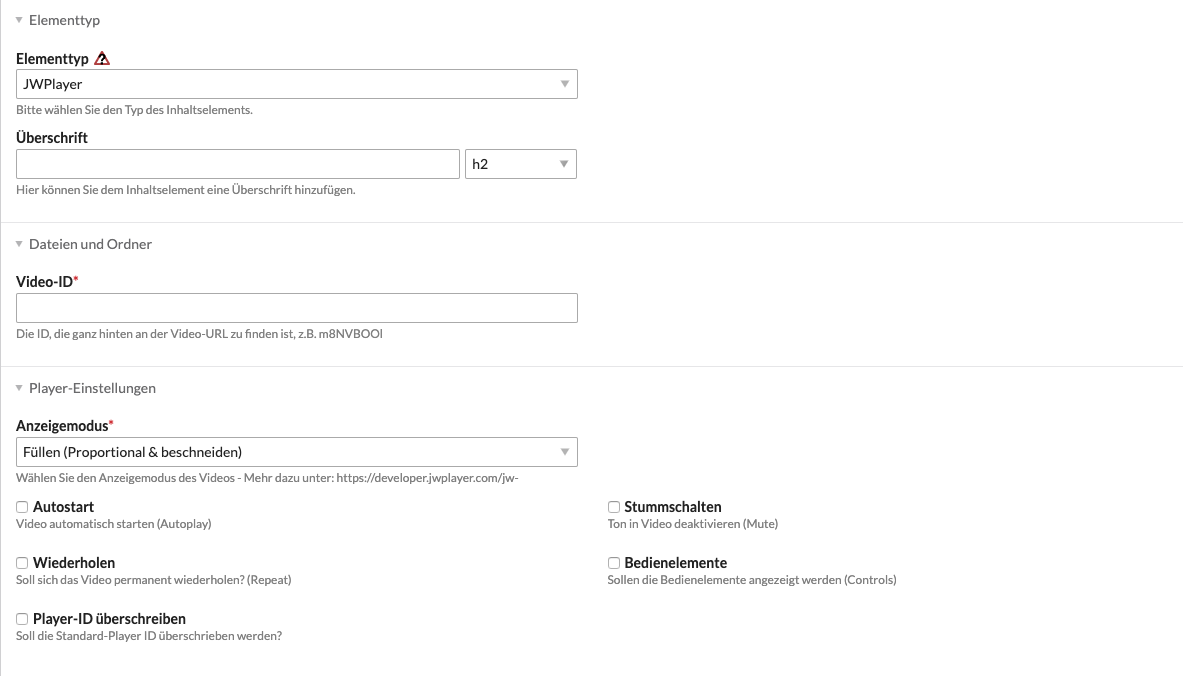 Elementtyp
Elementtyp
JWPlayer
Bitte wählen Sie den Typ des Inhaltselements.
Überschrift
h2
Hier können Sie dem Inhaltselement eine Überschrift hinzufügen.
Dateien und Ordner
Video-ID*
Die ID, die ganz hinten an der Video-URL zu finden ist, z.B. m8NVBOOI
Player-Einstellungen
Anzeigemodus*
Füllen (Proportional & beschneiden)
Wählen Sie den Anzeigemodus des Videos - Mehr dazu unter: https://developer.jwplayer.com/jw-
Autostart
Video automatisch starten (Autoplay)
Stummschalten
Ton in Video deaktivieren (Mute)
Wiederholen
Soll sich das Video permanent wiederholen? (Repeat)
Bedienelemente
Sollen die Bedienelemente angezeigt werden (Controls)
Player-ID überschreiben
Soll die Standard-Player ID überschrieben werden?